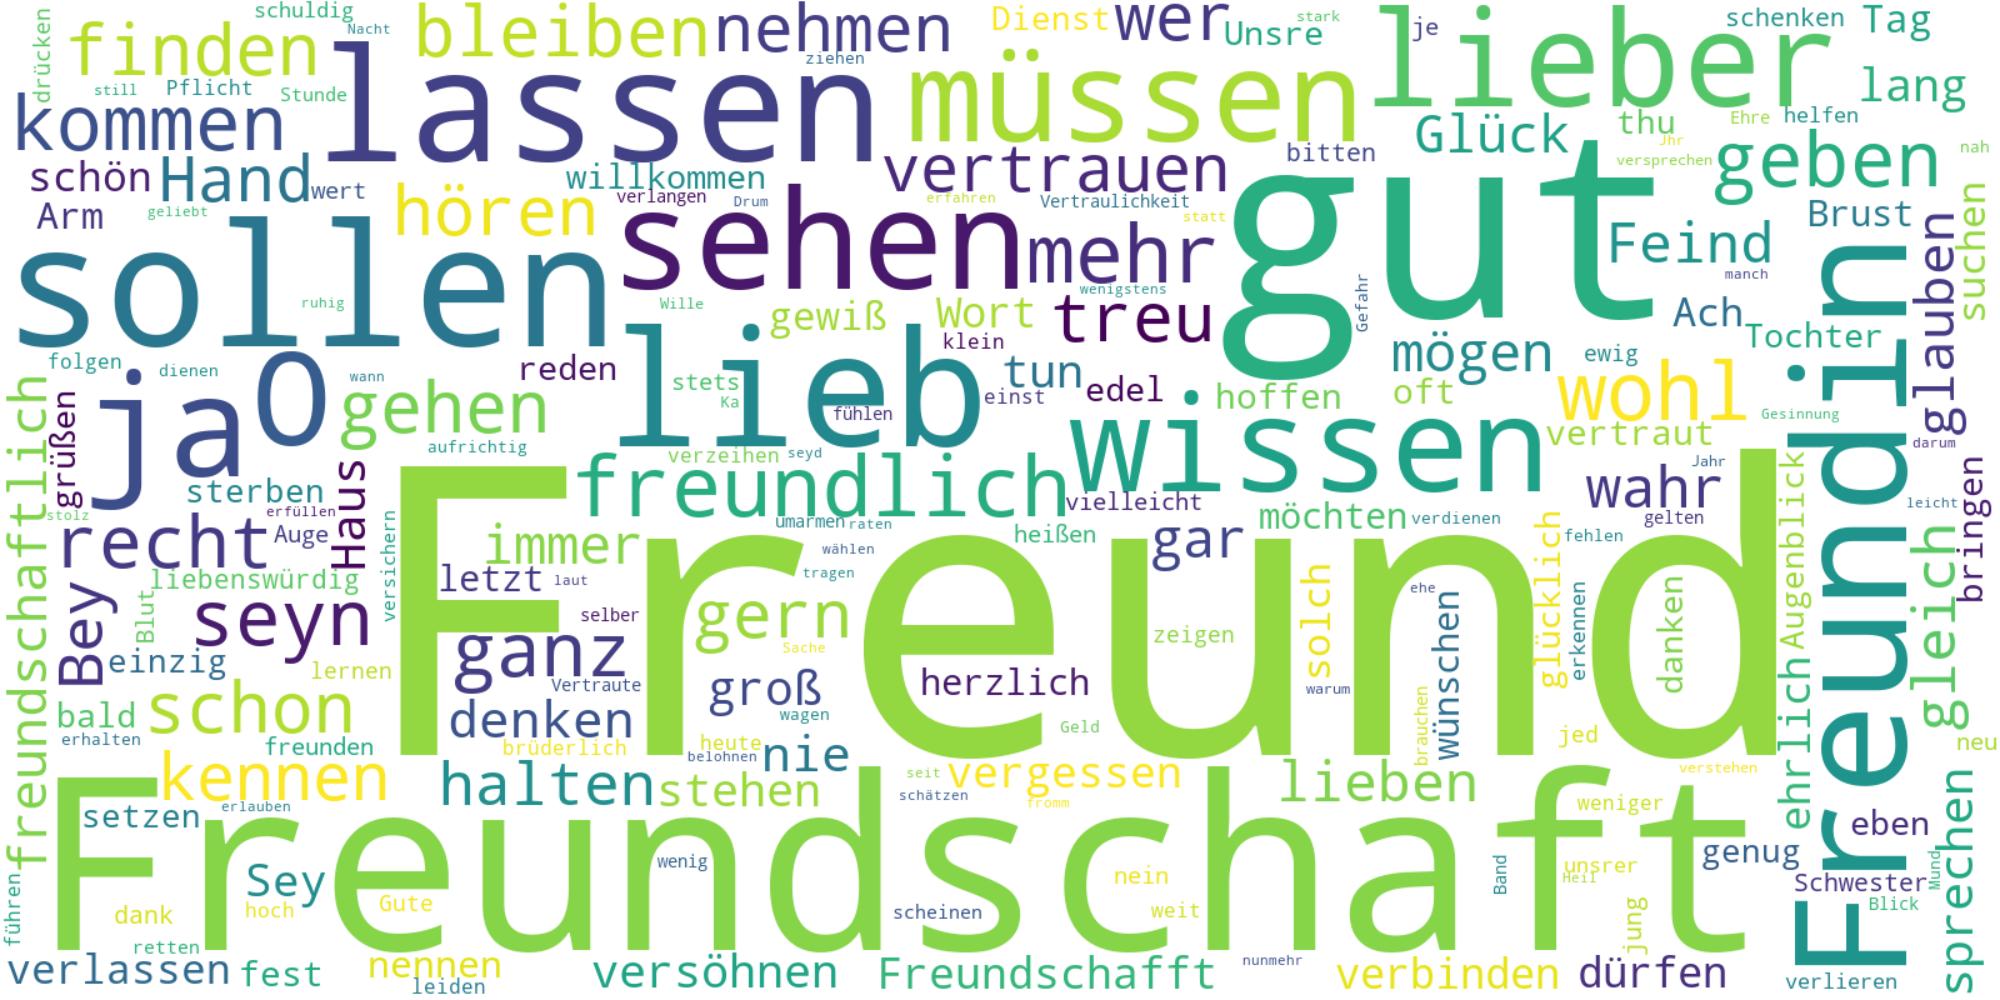 schuldig
Nacht
drücken
finden
bleiben
nehmen
Dienst
wer
Unsre
stark
je
lieber
schenken
Tag
still
Pflicht
Stunde
ziehen
lassen
müssen
lang
kommen
Glück
thu
Ehre
helfen
Jhr
versprechen
geben
nah
schön
Hand
wert
willkommen
vertrauen
bitten
gut
Arm
geliebt
hören
verlangen
Drum
erfahren
Vertraulichkeit
statt
Brust
suchen
sollen
sehen
mehr
Feind
manch
glauben
ruhig
Wille
wenigstens
gewiß
Wort
treu
Gefahr
Ach
Tochter
klein
folgen
dienen
ja
O
wann
reden
lieb
stets
Ka
tun
einst
edel
mögen
ewig
hoffen
oft
wohl
Gesinnung
gehen
fühlen
grüßen
aufrichtig
verzeihen
seyd
wissen
vertraut
darum
freundschaftlich
sterben
Haus
freundlich
vielleicht
wahr
Jahr
gelten
Augenblick
Freundin
leicht
bringen
stolz
erfüllen
recht
Auge
versichern
umarmen
raten
heißen
möchten
verdienen
immer
wählen
gar
fehlen
Bey
liebenswürdig
letzt
laut
tragen
solch
ehe
glücklich
erkennen
danken
gleich
Blut
seyn
selber
gern
Freund
zeigen
wünschen
einzig
lernen
ganz
Sache
Vertraute
groß
herzlich
warum
ehrlich
bald
schon
denken
wagen
Geld
brauchen
jed
neu
erhalten
freunden
brüderlich
heute
belohnen
nie
kennen
halten
stehen
seit
vergessen
lieben
verstehen
setzen
erlauben
schätzen
fromm
weniger
eben
sprechen
Freundschaft
wenig
genug
Sey
nein
Band
unsrer
Heil
Schwester
Mund
führen
dank
hoch
Gute
scheinen
weit
jung
Blick
retten
verlassen
fest
nennen
leiden
versöhnen
Freundschafft
nunmehr
verbinden
dürfen
verlieren